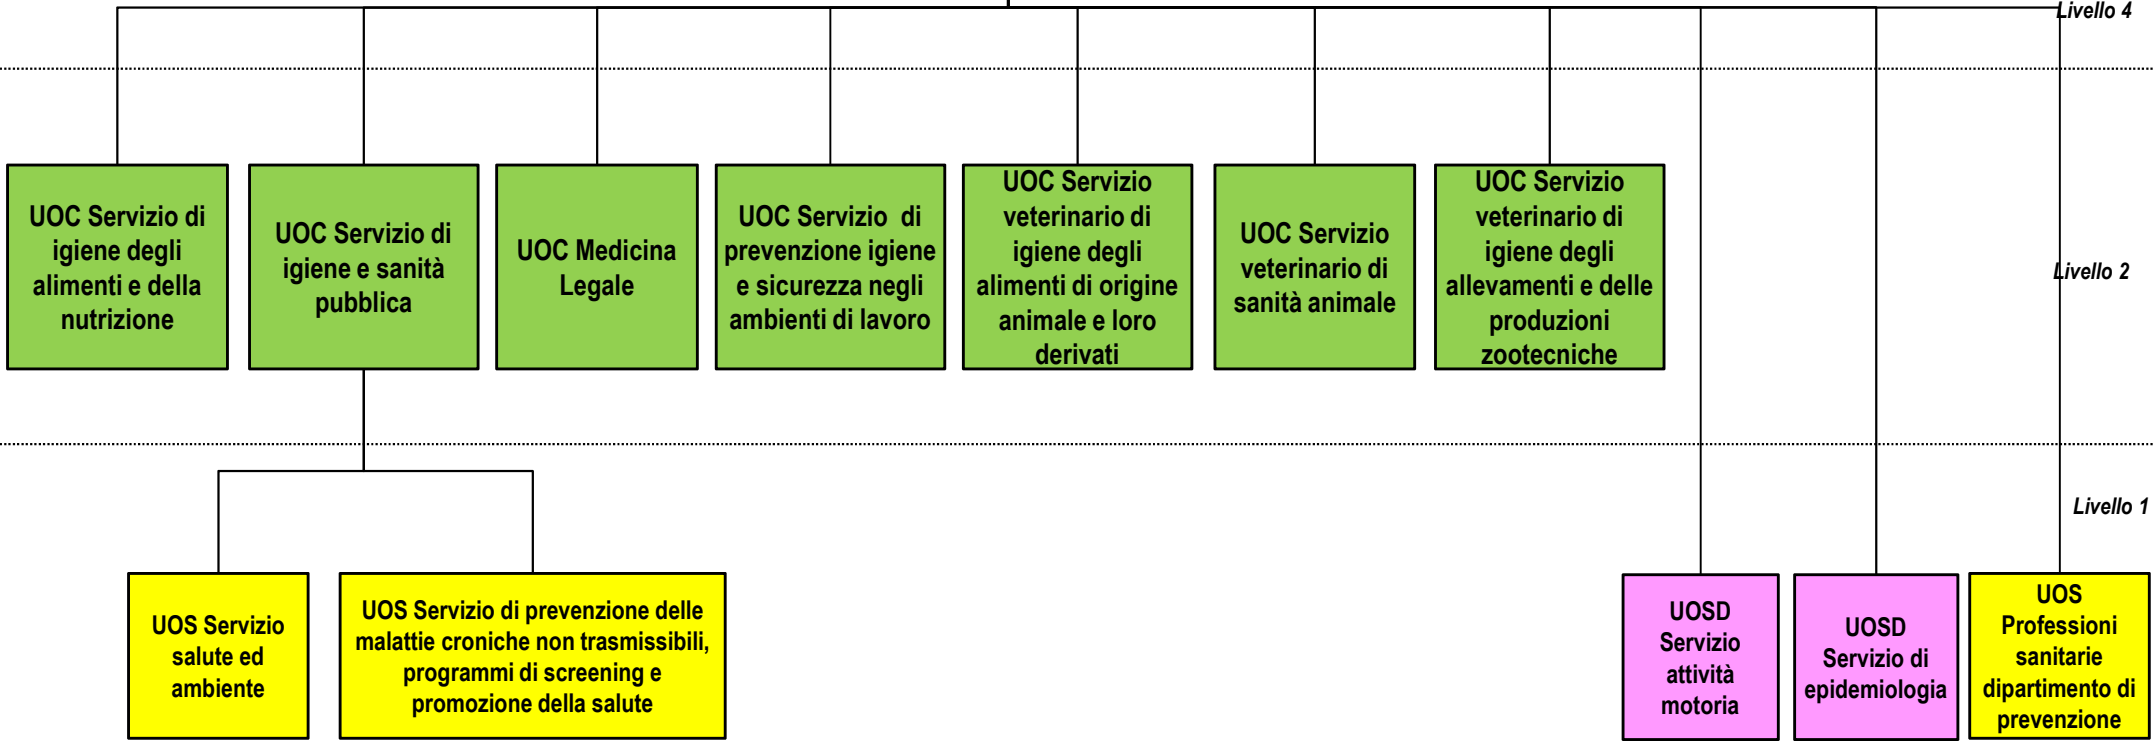 Livello 4
UOC Servizio di
igiene degli
alimenti e della
nutrizione
UOC Servizio di
igiene e sanità
pubblica
UOC Medicina
Legale
UOC Servizio  di
prevenzione igiene
e sicurezza negli
ambienti di lavoro
UOC Servizio
veterinario di
igiene degli
alimenti di origine
animale e loro
derivati
UOC Servizio
veterinario di
sanità animale
UOC Servizio
veterinario di
igiene degli
allevamenti e delle
produzioni
zootecniche
Livello 2
Livello 1
UOS Servizio
salute ed
ambiente
UOS Servizio di prevenzione delle
malattie croniche non trasmissibili,
programmi di screening e
promozione della salute
UOSD
Servizio
attività
motoria
UOSD
Servizio di
epidemiologia
UOS
Professioni
sanitarie
dipartimento di
prevenzione